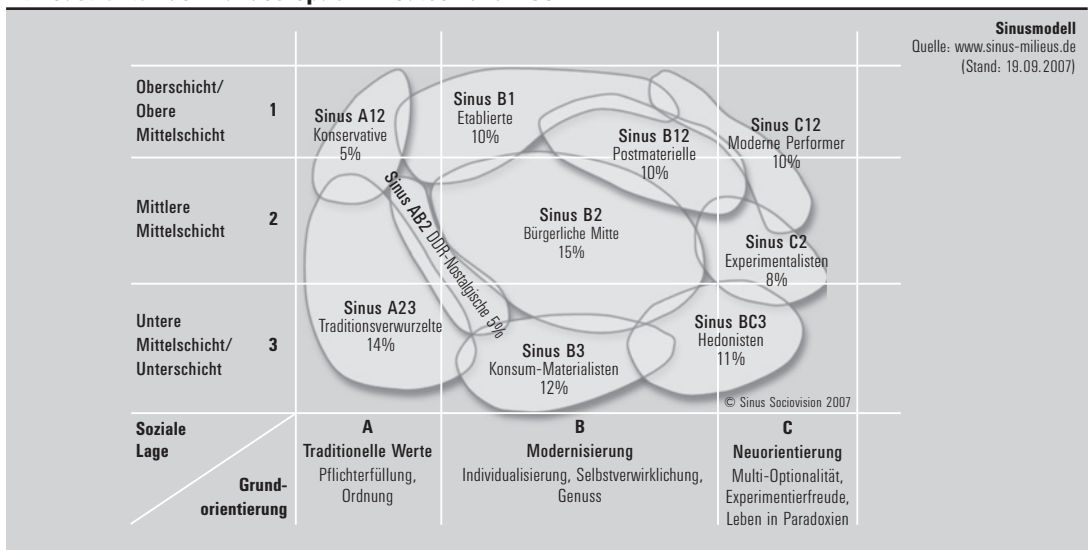 Sinusmodell
Quelle: www.sinus-milieus.de
(Stand: 19.09.2007)
Oberschicht/
Obere
Mittelschicht
1
Sinus A12
Konservative
5%
Sinus B1
Etablierte
10%
Sinus B12
Postmaterielle
10%
Sinus C12
Moderne Performer
10%
Mittlere
Mittelschicht
2
Sinus AB2 DDR-Nostalgische 5%
Sinus B2
Bürgerliche Mitte
15%
Sinus C2
Experimentalisten
8%
Untere
Mittelschicht/
Unterschicht
3
Sinus A23
Traditionsverwurzelte
14%
Sinus B3
Konsum-Materialisten
12%
Sinus BC3
Hedonisten
11%
© Sinus Sociovision 2007
Soziale
Lage
Grund-
orientierung
A
Traditionelle Werte
Pflichterfüllung,
Ordnung
B
Modernisierung
Individualisierung, Selbstverwirklichung,
Genuss
C
Neuorientierung
Multi-Optionalität,
Experimentierfreude,
Leben in Paradoxien